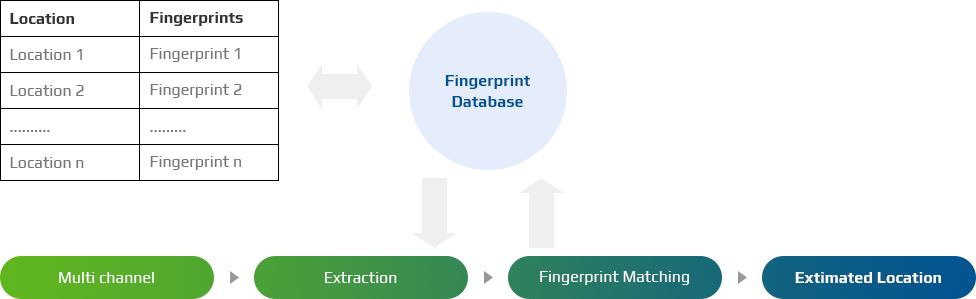 Location Fingerprints
Location 1 Fingerprint 1
Location 2 Fingerprint 2
.......... .........
Location n Fingerprint n
Fingerprint
Database
Multi channel
Extraction
Fingerprint Matching
Extimated Location